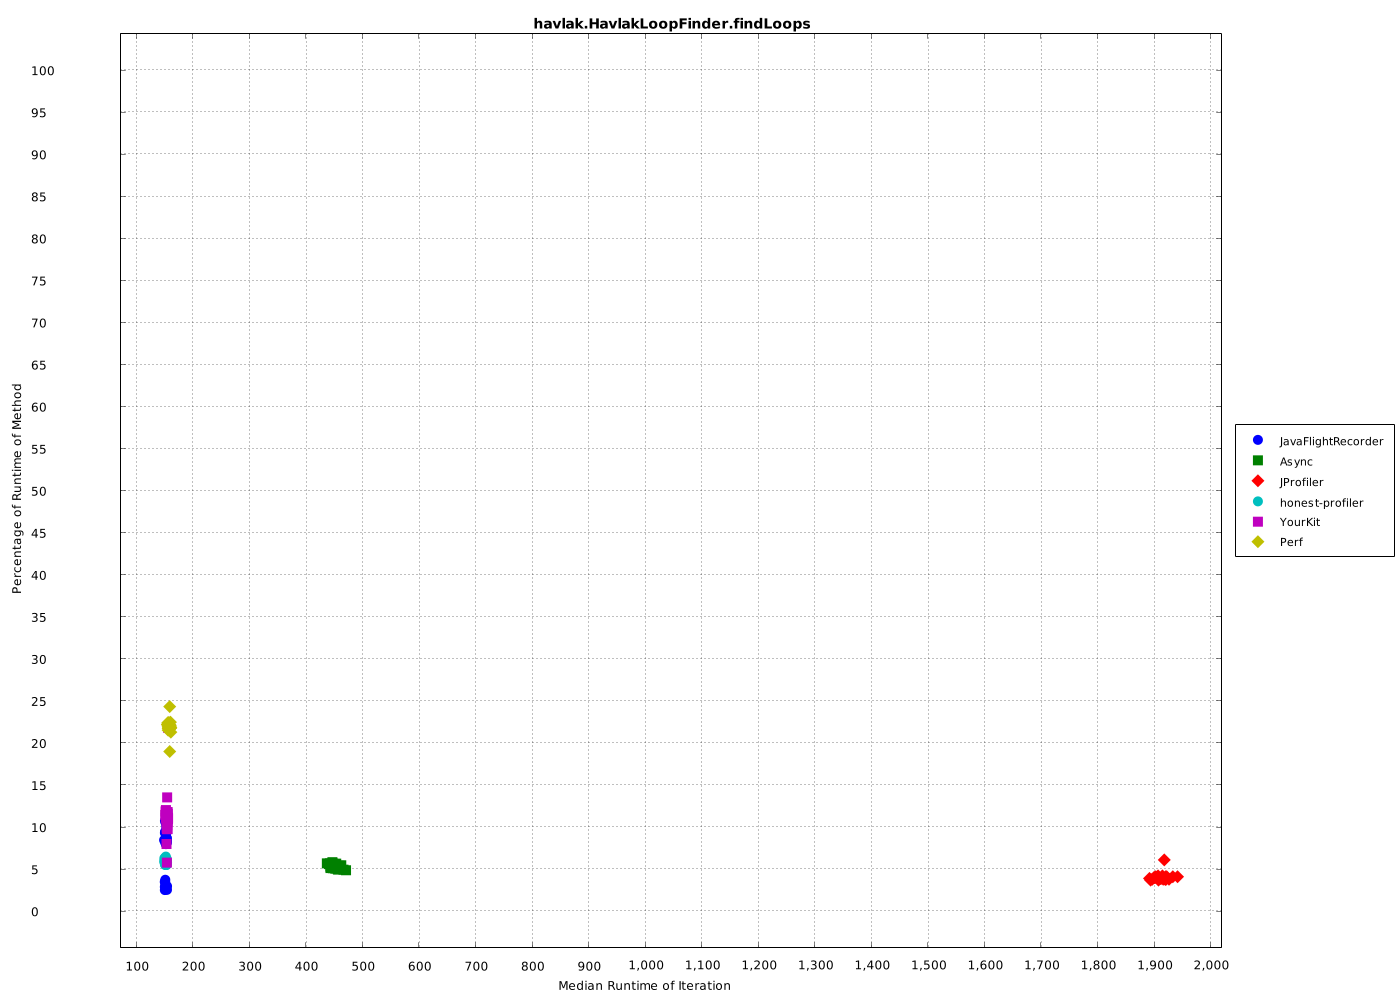 havlak.HavlakLoopFinder.findLoops
100
95
90
85
80
75
70
65
60
55
50
45
40
35
30
25
20
15
10
5
0
Percentage of Runtime of Method
100 200 300 400 500 600 700 800 900 1,000 1,100 1,200 1,300 1,400 1,500 1,600 1,700 1,800 1,900 2,000
Median Runtime of Iteration
JavaFlightRecorder
Async
JProfiler
honest-profiler
YourKit
Perf